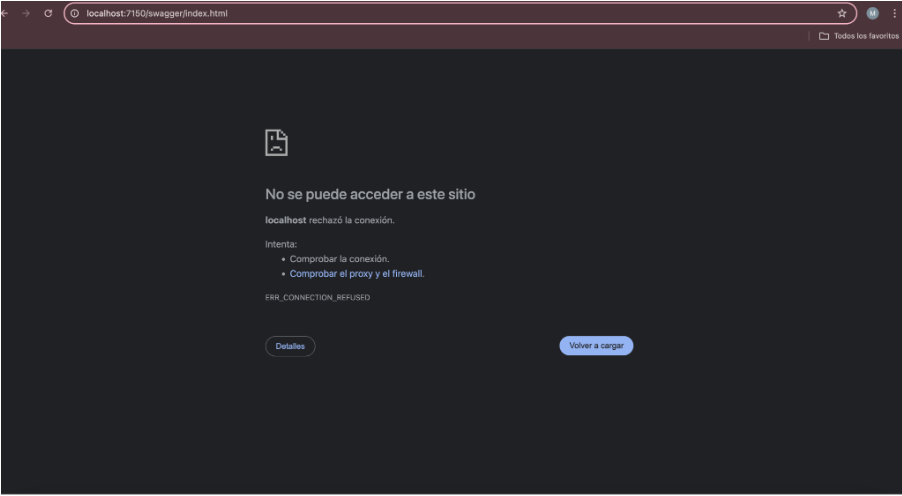 localhost:7150/swagger/index.html
M
Todos los favoritos
No se puede acceder a este sitio
localhost rechazó la conexión.
Intenta:
• Comprobar la conexión.
• Comprobar el proxy y el firewall.
ERR_CONNECTION_REFUSED
Detalles
Volver a cargar